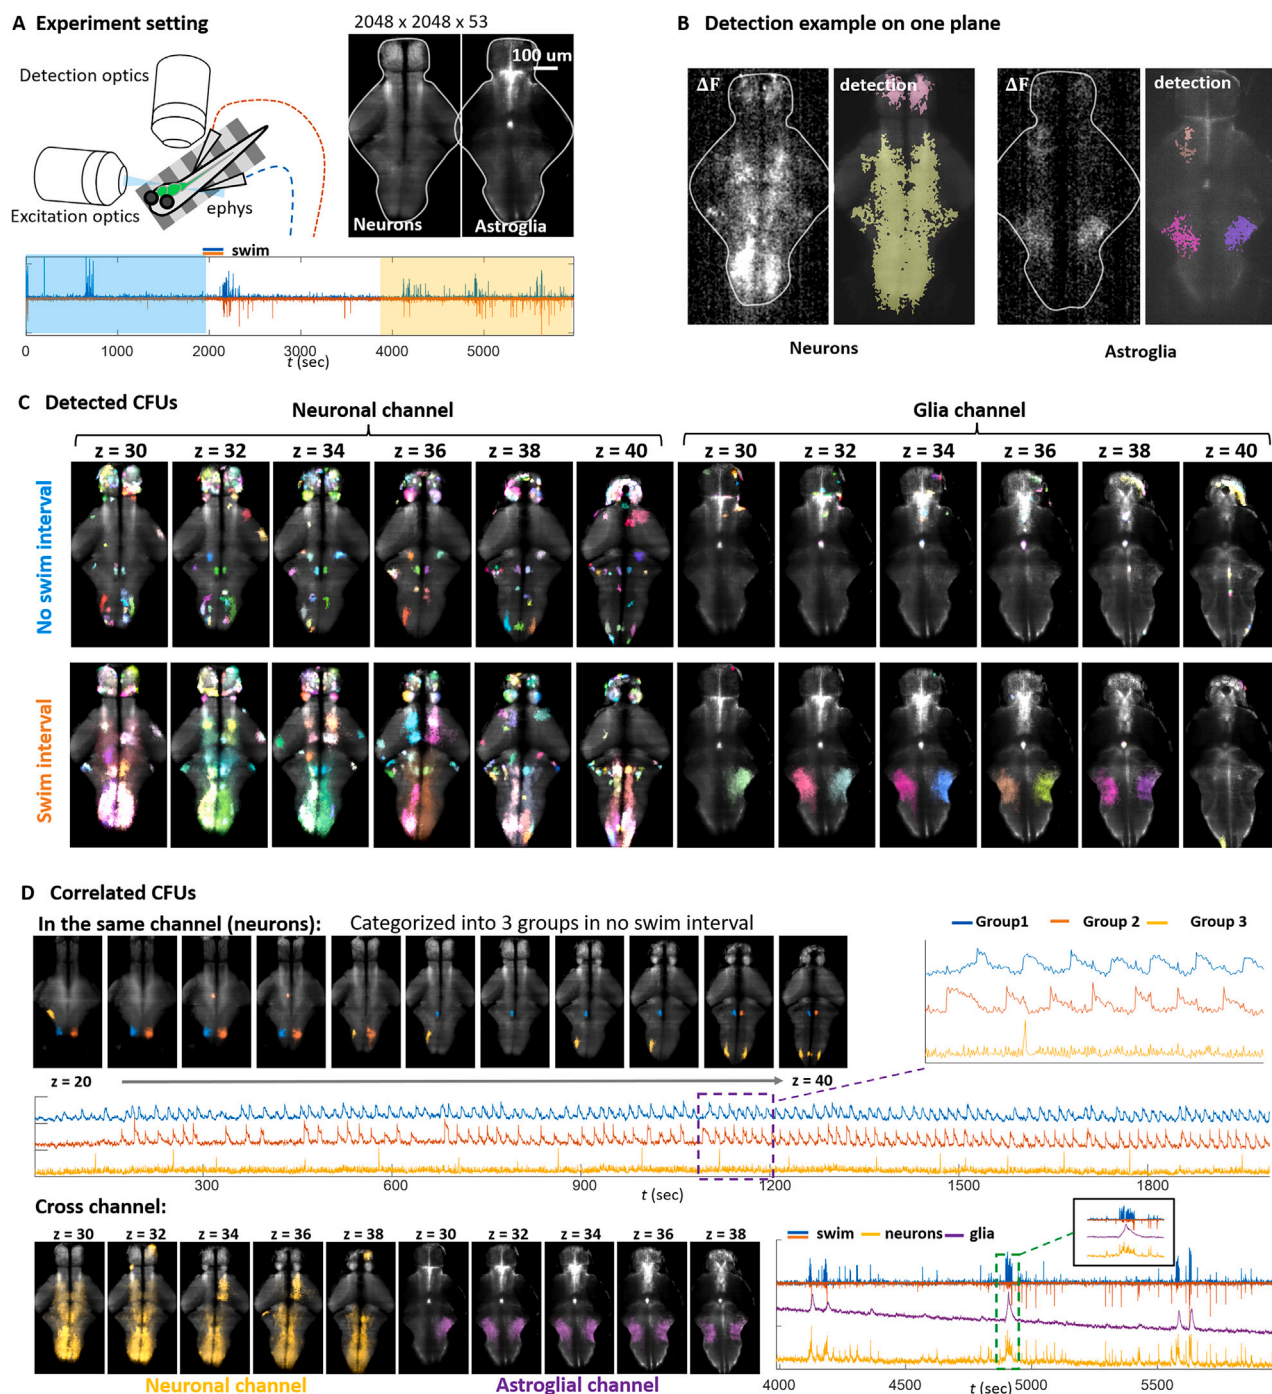 A Experiment setting
2048 x 2048 x 53
Detection optics
Excitation optics
ephys
100 um
Neurons
Astroglia
swim
0 1000 2000 3000 4000 5000
t (sec)
B Detection example on one plane
ΔF
detection
ΔF
detection
Neurons
Astroglia
C Detected CFUs
Neuronal channel
Glia channel
z = 30 z = 32 z = 34 z = 36 z = 38 z = 40 z = 30 z = 32 z = 34 z = 36 z = 38 z = 40
No swim interval
Swim interval
D Correlated CFUs
In the same channel (neurons): Categorized into 3 groups in no swim interval
Group1 Group 2 Group 3
z = 20 z = 40
300 600 900 1200 1500 1800
t (sec)
Cross channel:
z = 30 z = 32 z = 34 z = 36 z = 38 z = 30 z = 32 z = 34 z = 36 z = 38
Neuronal channel
Astroglial channel
swim neurons glia
4000 4500 5000 5500
t (sec)